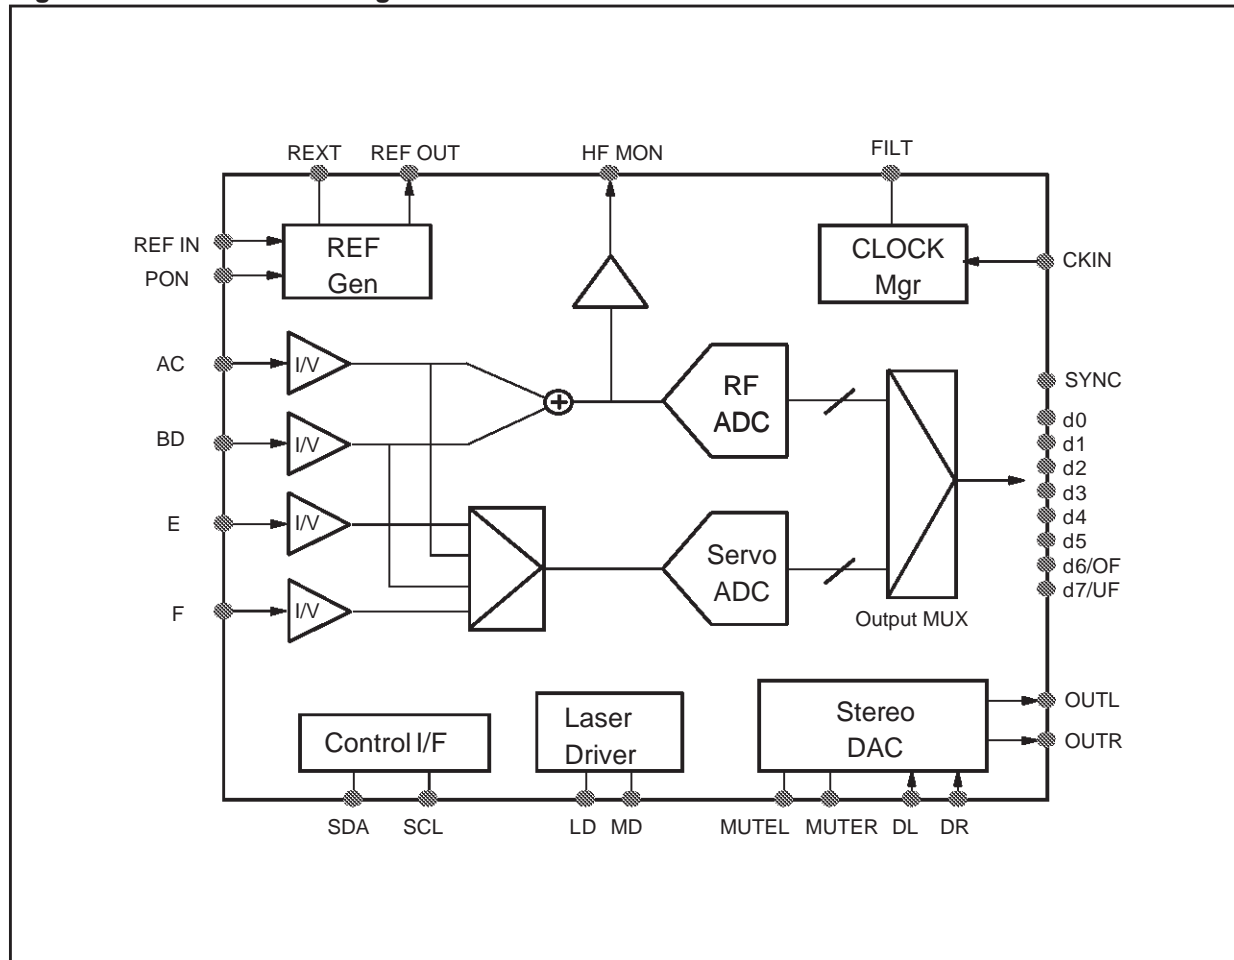 REXT
REF OUT
HF MON
FILT
REF IN
PON
REF
Gen
CLOCK
Mgr
CKIN
AC
I/V
BD
I/V
E
I/V
F
I/V
+
RF
ADC
Servo
ADC
Output MUX
SYNC
d0
d1
d2
d3
d4
d5
d6/OF
d7/UF
Control I/F
Laser
Driver
Stereo
DAC
OUTL
OUTR
SDA
SCL
LD
MD
MUTEL
MUTER
DL
DR